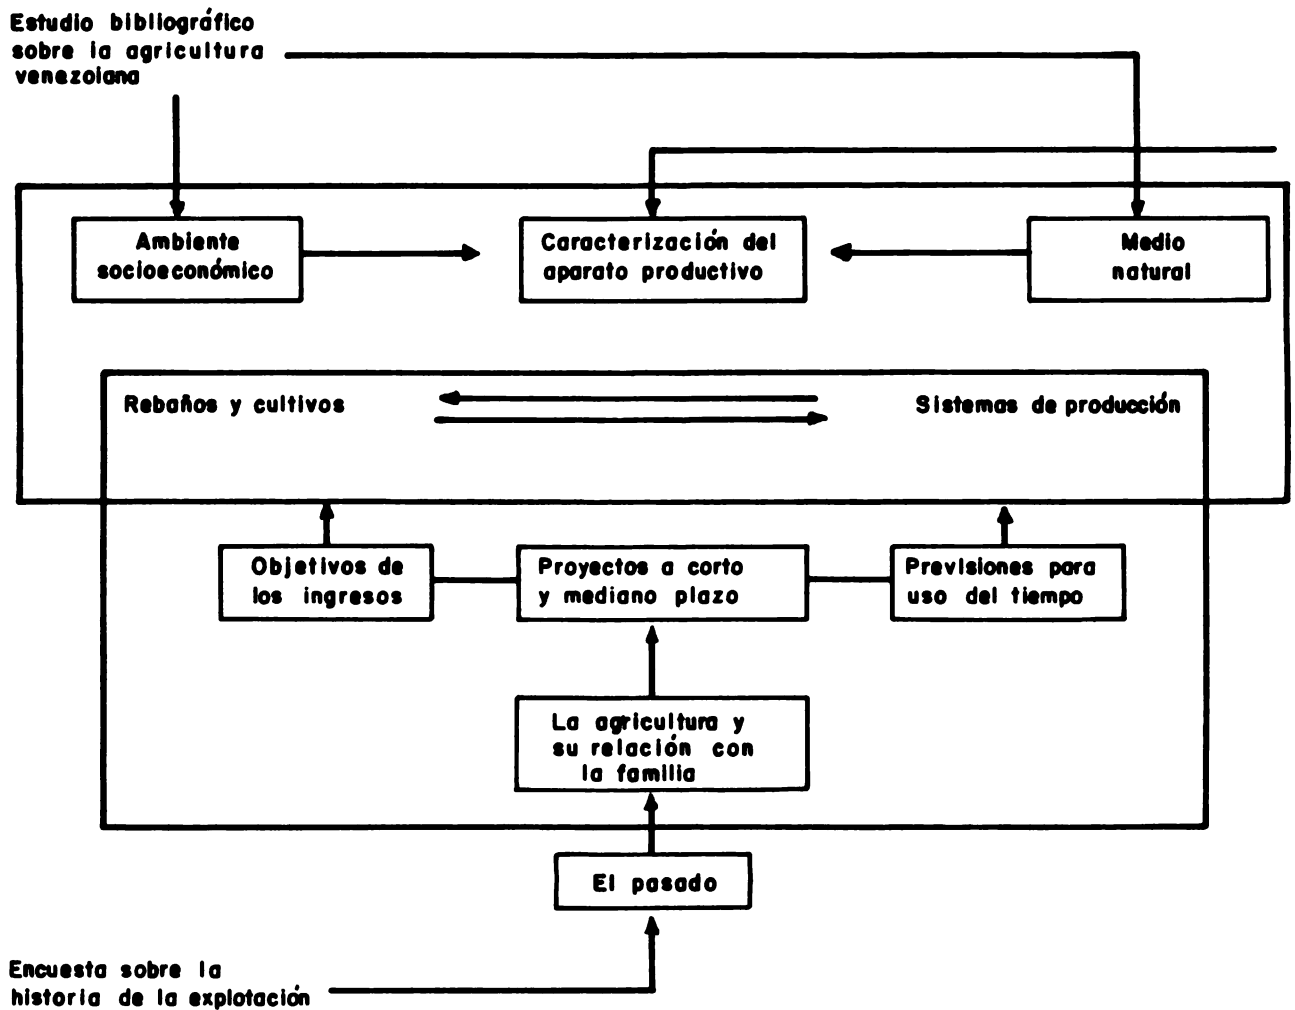 Estudio bibliográfico
sobre la agricultura
venezolana
Ambiente
socioeconómico
Caracterización del
aparato productivo
Medio
natural
Rebaños y cultivos
Sistemas de producción
Objetivos de
los ingresos
Proyectos a corto
y mediano plazo
Previsiones para
uso del tiempo
La agricultura y
su relación con
la familia
El pasado
Encuesta sobre la
historia de la explotación